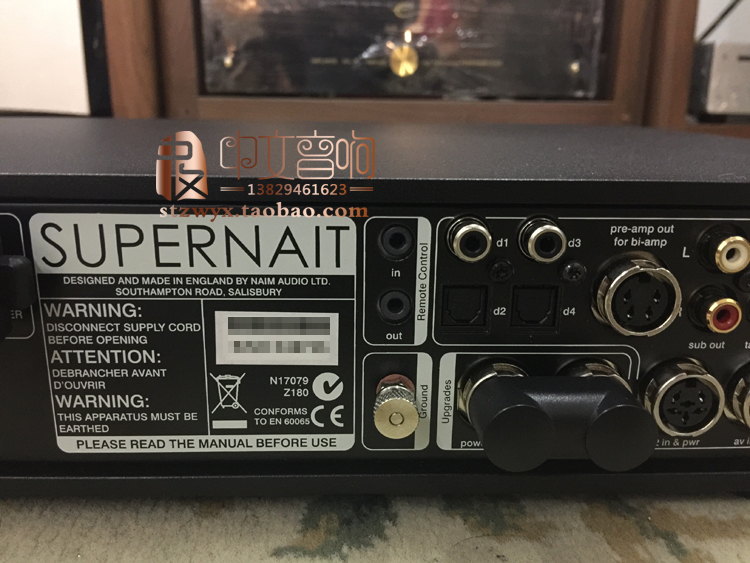 中文音响
13829461623
stzwyx.taobao.com
SUPERNAIT
DESIGNED AND MADE IN ENGLAND BY NAIM AUDIO LTD.
SOUTHAMPTON ROAD, SALISBURY
WARNING:
DISCONNECT SUPPLY CORD
BEFORE OPENING
ATTENTION:
DEBRANCHER AVANT
D'OUVRIR
WARNING:
THIS APPARATUS MUST BE
EARTHED
N17079
Z180
CONFORMS
TO EN 60065
CE
PLEASE READ THE MANUAL BEFORE USE
in
out
Remote Control
Ground
d1
d3
d2
d4
pre-amp out
for bi-amp
L
sub out
Upgrades
in & pwr
av